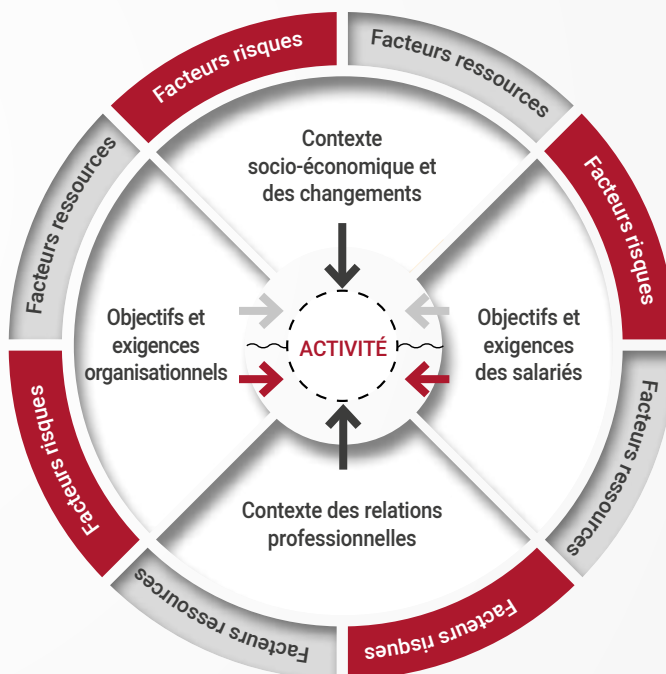 Facteurs risques
Facteurs ressources
Facteurs ressources
Facteurs risques
Contexte
socio-économique et
des changements
Objectifs et
exigences
organisationnels
ACTIVITÉ
Objectifs et
exigences
des salariés
Contexte des relations
professionnelles
Facteurs risques
Facteurs ressources
Facteurs ressources
Facteurs risques